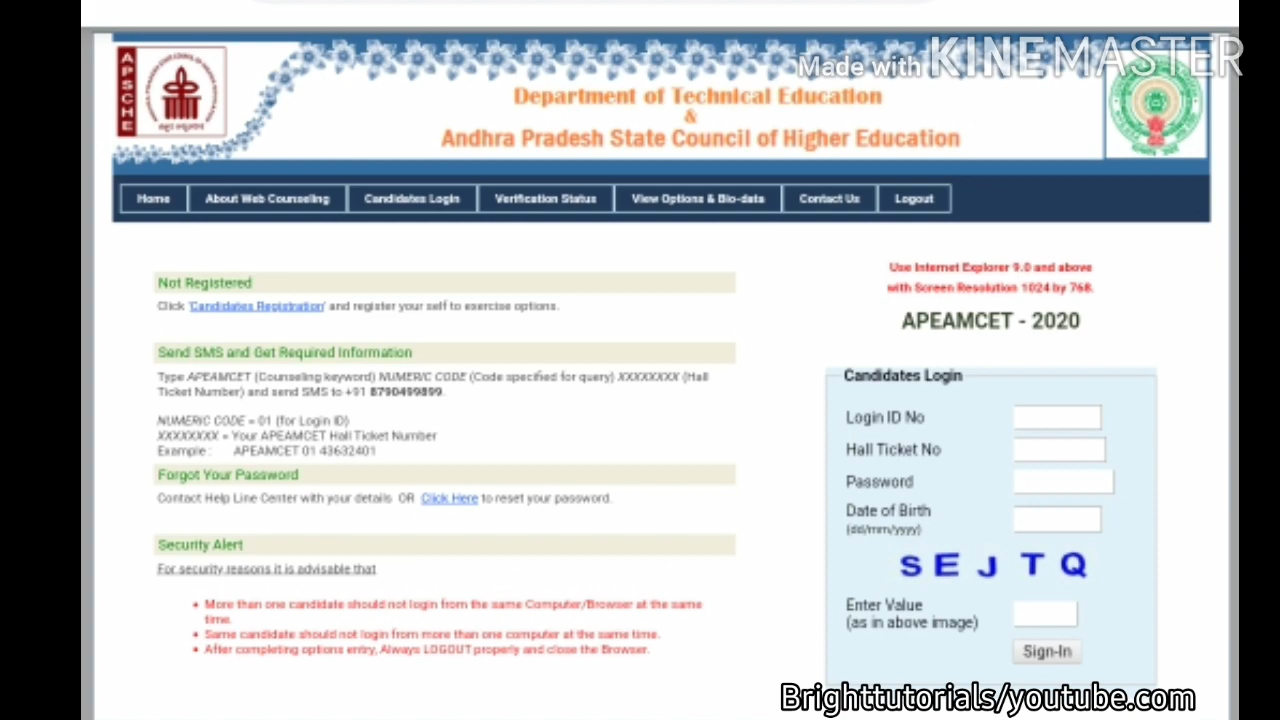 Made with KINEMASTER
APSCHE
Department of Technical Education
&
Andhra Pradesh State Council of Higher Education
Home About Web Counseling Candidates Login Verification Status View Options & Bio-data Contact Us Logout
Not Registered
Click 'Candidates Registration' and register your self to exercise options.
Send SMS and Get Required Information
Type APEAMCET (Counseling keyword) NUMERIC CODE (Code specified for query) XXXXXXXX (Hall
Ticket Number) and send SMS to +91 8790499899.
NUMERIC CODE = 01 (for Login ID)
XXXXXXXX = Your APEAMCET Hall Ticket Number
Example : APEAMCET 01 43632401
Forgot Your Password
Contact Help Line Center with your details OR Click Here to reset your password.
Security Alert
For security reasons it is advisable that
• More than one candidate should not login from the same Computer/Browser at the same
time.
• Same candidate should not login from more than one computer at the same time.
• After completing options entry, Always LOGOUT properly and close the Browser.
Use Internet Explorer 9.0 and above
with Screen Resolution 1024 by 768.
APEAMCET - 2020
Candidates Login
Login ID No
Hall Ticket No
Password
Date of Birth
(dd/mm/yyyy)
S E J T Q
Enter Value
(as in above image)
Sign-In
Brighttutorials/youtube.com